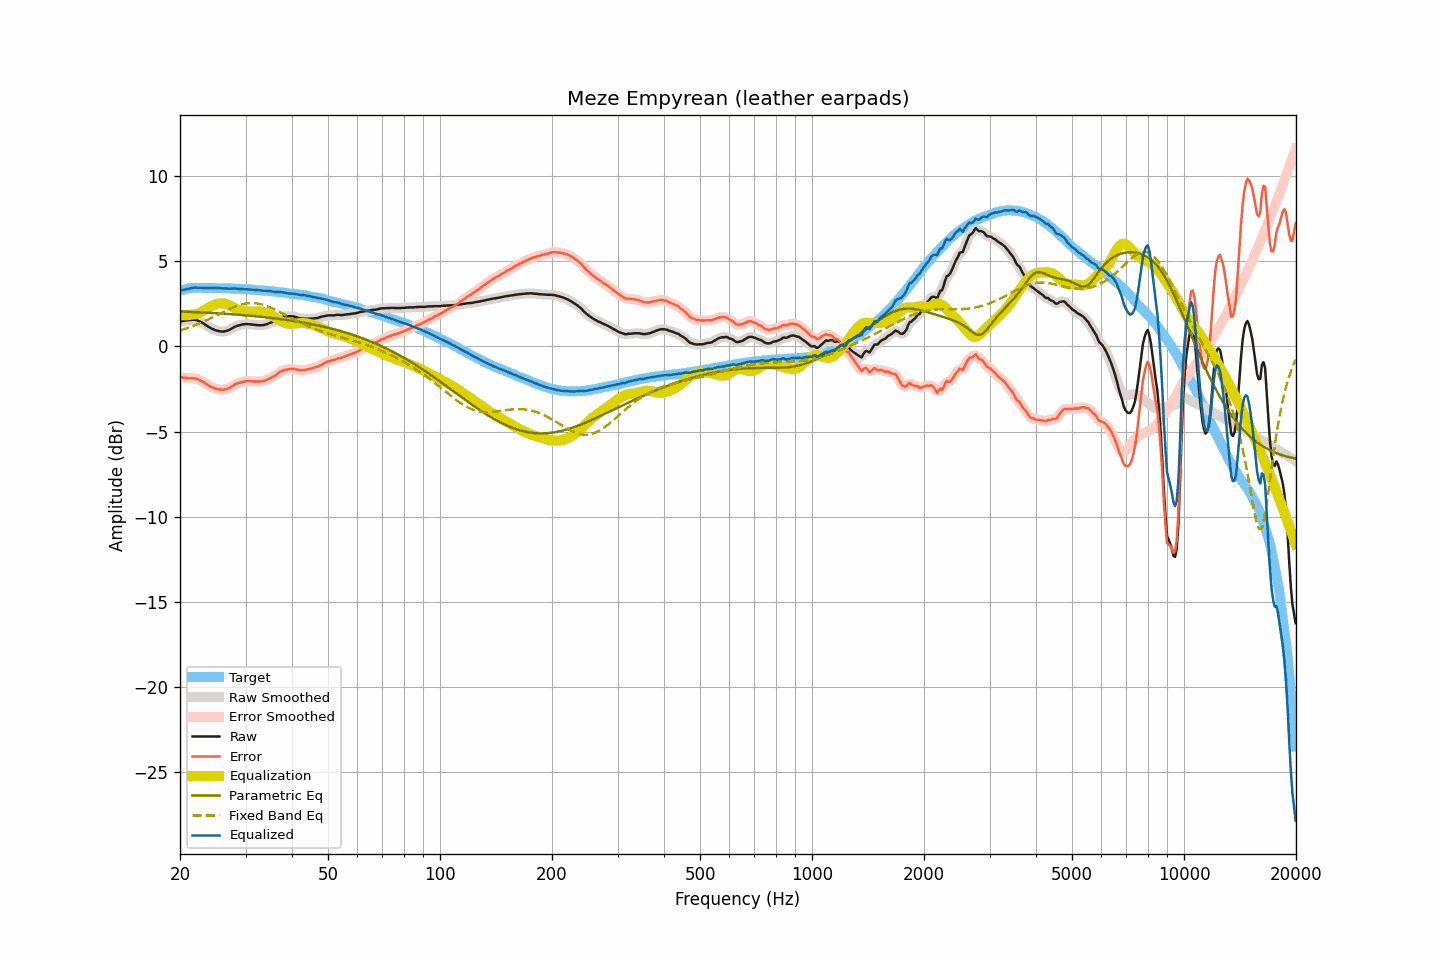 Meze Empyrean (leather earpads)
Amplitude (dBr)
10
5
0
−5
−10
−15
−20
−25
Target
Raw Smoothed
Error Smoothed
Raw
Error
Equalization
Parametric Eq
Fixed Band Eq
Equalized
20 50 100 200 500 1000 2000 5000 10000 20000
Frequency (Hz)